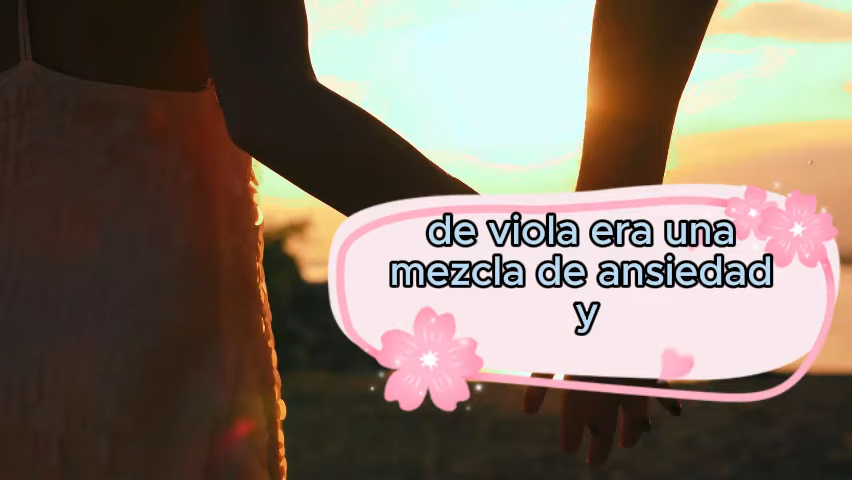 de viola era una
mezcla de ansiedad
y